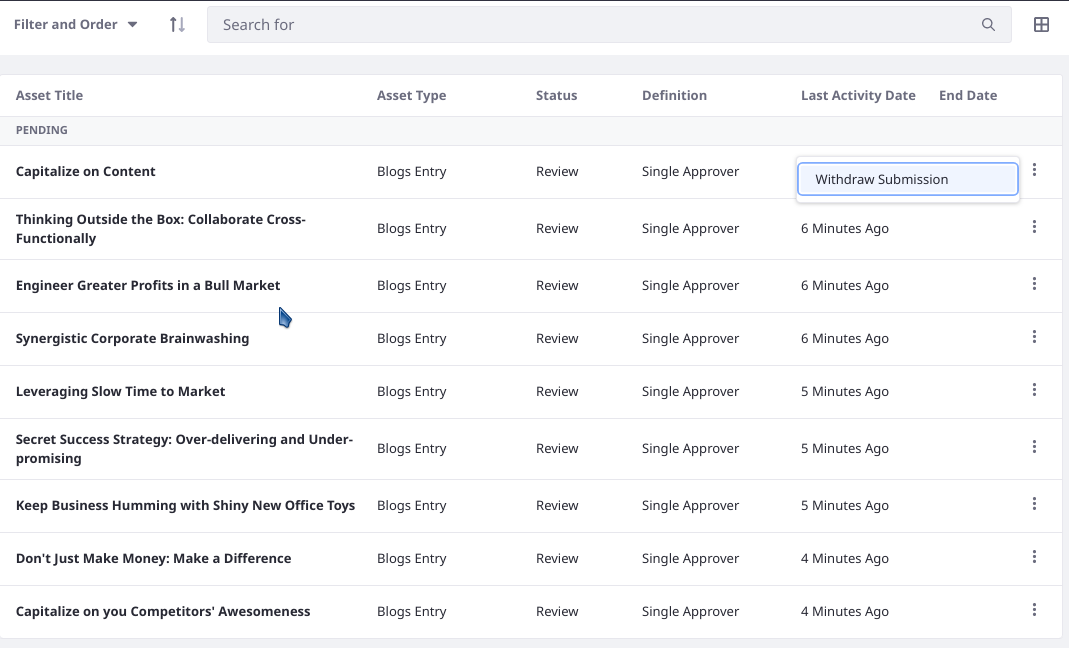 Filter and Order
Search for
Asset Title Asset Type Status Definition Last Activity Date End Date
PENDING
Capitalize on Content Blogs Entry Review Single Approver Withdraw Submission
Thinking Outside the Box: Collaborate Cross-
Functionally Blogs Entry Review Single Approver 6 Minutes Ago
Engineer Greater Profits in a Bull Market Blogs Entry Review Single Approver 6 Minutes Ago
Synergistic Corporate Brainwashing Blogs Entry Review Single Approver 6 Minutes Ago
Leveraging Slow Time to Market Blogs Entry Review Single Approver 5 Minutes Ago
Secret Success Strategy: Over-delivering and Under-
promising Blogs Entry Review Single Approver 5 Minutes Ago
Keep Business Humming with Shiny New Office Toys Blogs Entry Review Single Approver 5 Minutes Ago
Don't Just Make Money: Make a Difference Blogs Entry Review Single Approver 4 Minutes Ago
Capitalize on you Competitors' Awesomeness Blogs Entry Review Single Approver 4 Minutes Ago